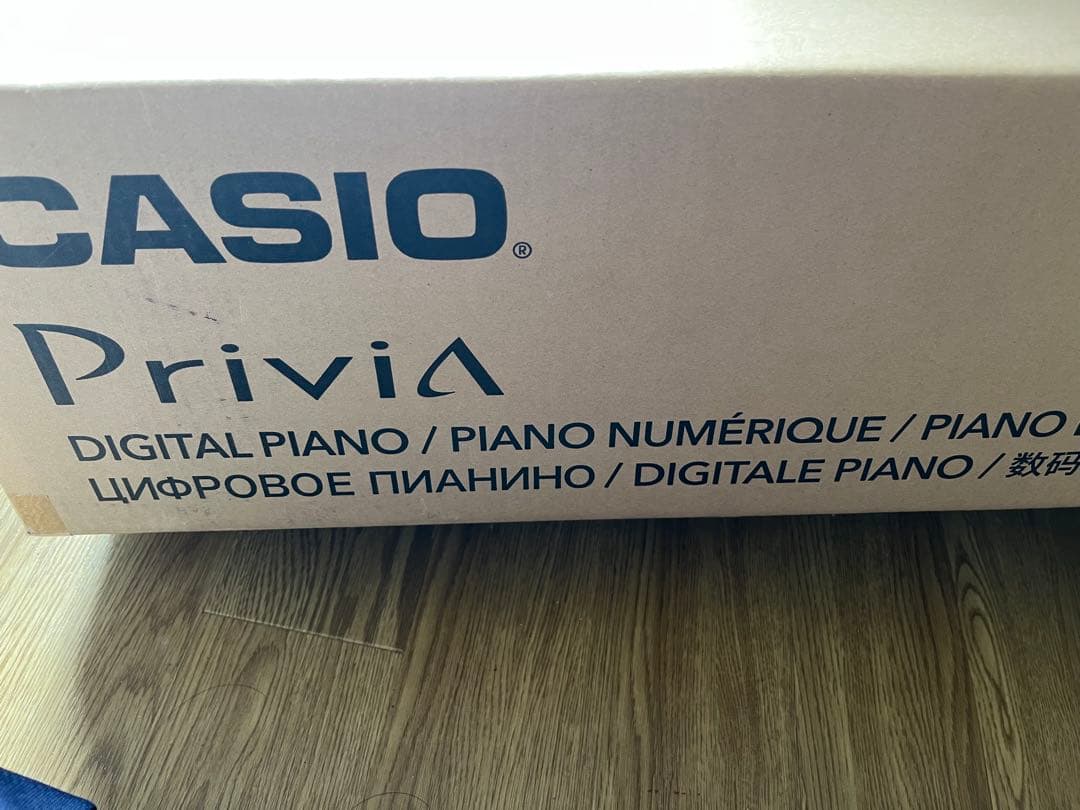 CASIO®
Privia
DIGITAL PIANO / PIANO NUMÉRIQUE / PIANO
ЦИФРОВОЕ ПИАНИНО / DIGITALE PIANO / 数码